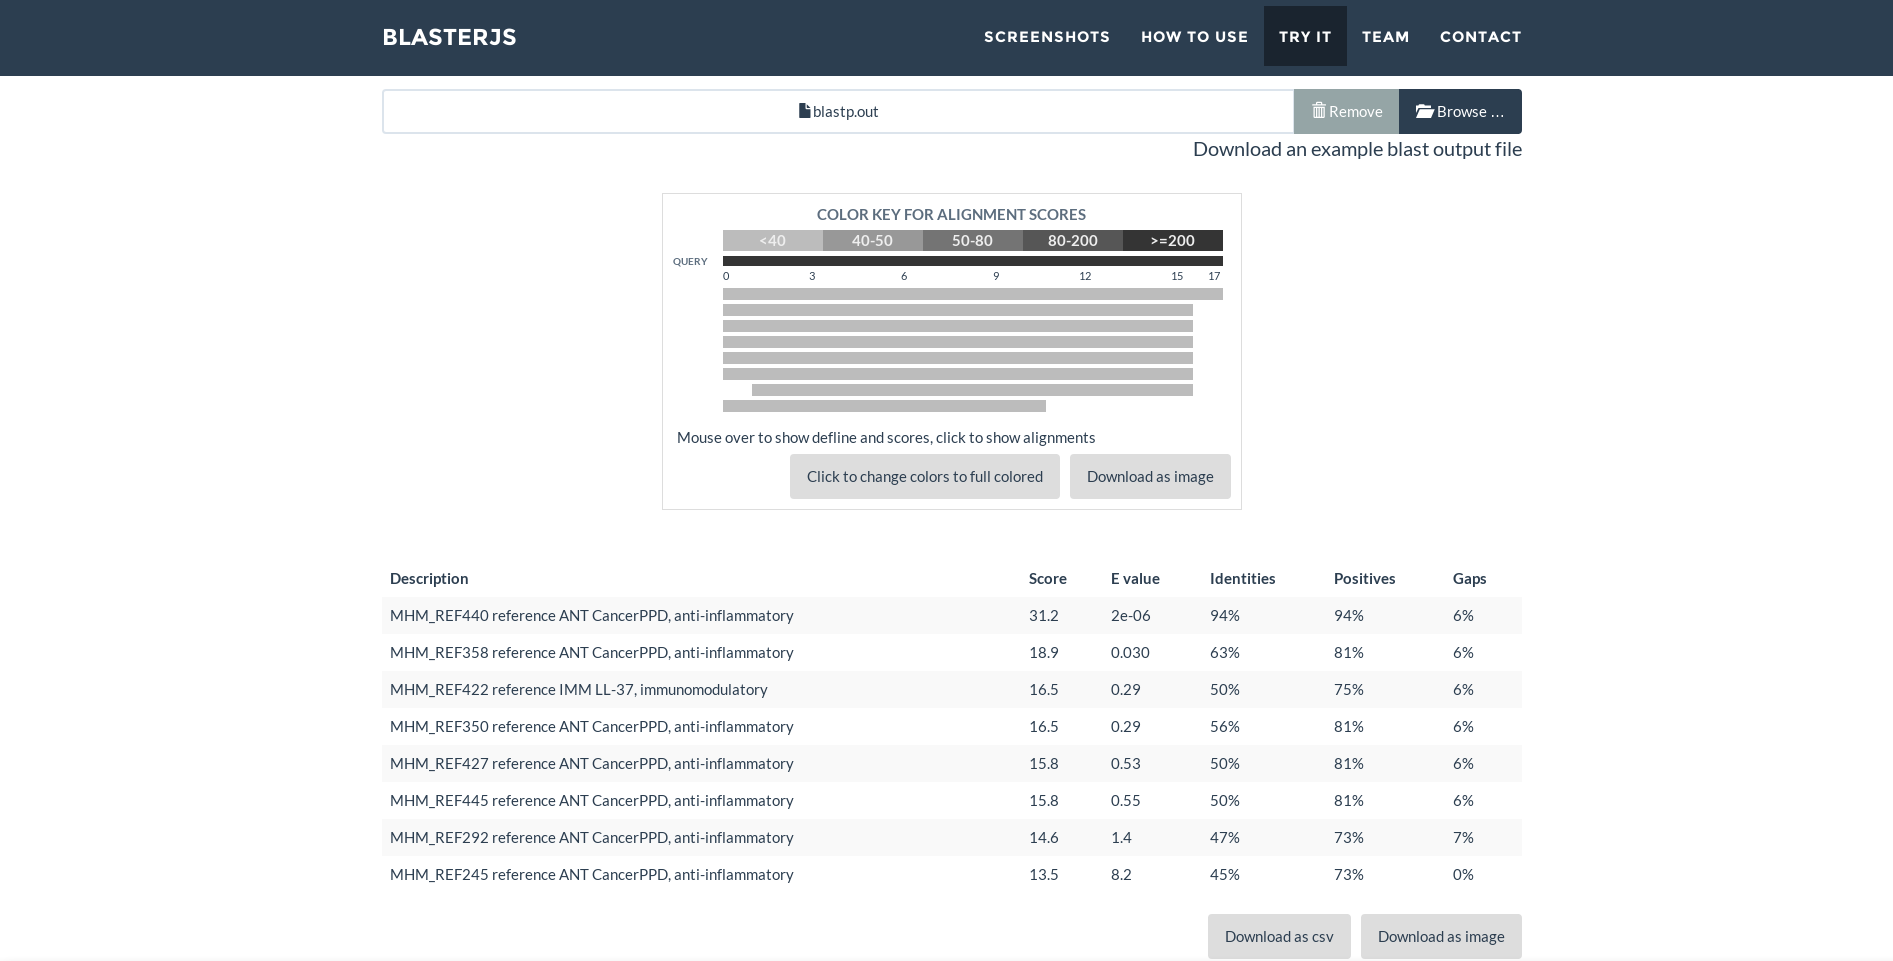 BLASTERJS SCREENSHOTS HOW TO USE TRY IT TEAM CONTACT
blastp.out Remove Browse …
Download an example blast output file
COLOR KEY FOR ALIGNMENT SCORES
<40 40-50 50-80 80-200 >=200
QUERY
0 3 6 9 12 15 17
Mouse over to show defline and scores, click to show alignments
Click to change colors to full colored Download as image
Description Score E value Identities Positives Gaps
MHM_REF440 reference ANT CancerPPD, anti-inflammatory 31.2 2e-06 94% 94% 6%
MHM_REF358 reference ANT CancerPPD, anti-inflammatory 18.9 0.030 63% 81% 6%
MHM_REF422 reference IMM LL-37, immunomodulatory 16.5 0.29 50% 75% 6%
MHM_REF350 reference ANT CancerPPD, anti-inflammatory 16.5 0.29 56% 81% 6%
MHM_REF427 reference ANT CancerPPD, anti-inflammatory 15.8 0.53 50% 81% 6%
MHM_REF445 reference ANT CancerPPD, anti-inflammatory 15.8 0.55 50% 81% 6%
MHM_REF292 reference ANT CancerPPD, anti-inflammatory 14.6 1.4 47% 73% 7%
MHM_REF245 reference ANT CancerPPD, anti-inflammatory 13.5 8.2 45% 73% 0%
Download as csv Download as image